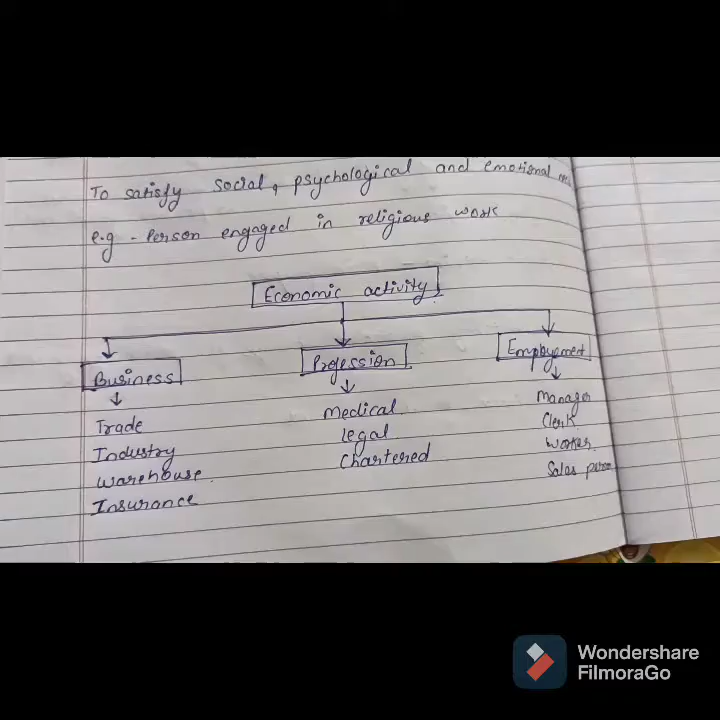 To satisfy social, psychological and emotional
e.g - Person engaged in religious work
Economic activity
Business
Profession
Employement
Trade
Industry
warehouse.
Insurance
Medical
legal
Chartered
Manager
Clerk
worker
Sales person
Wondershare
FilmoraGo